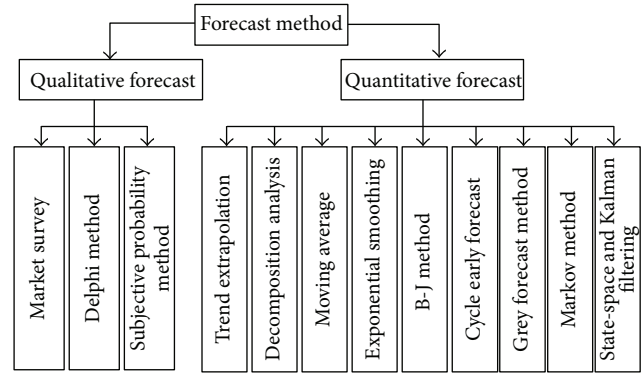 Forecast method
Qualitative forecast
Quantitative forecast
Market survey
Delphi method
Subjective probability
method
Trend extrapolation
Decomposition analysis
Moving average
Exponential smoothing
B-J method
Cycle early forecast
Grey forecast method
Markov method
State-space and Kalman
filtering